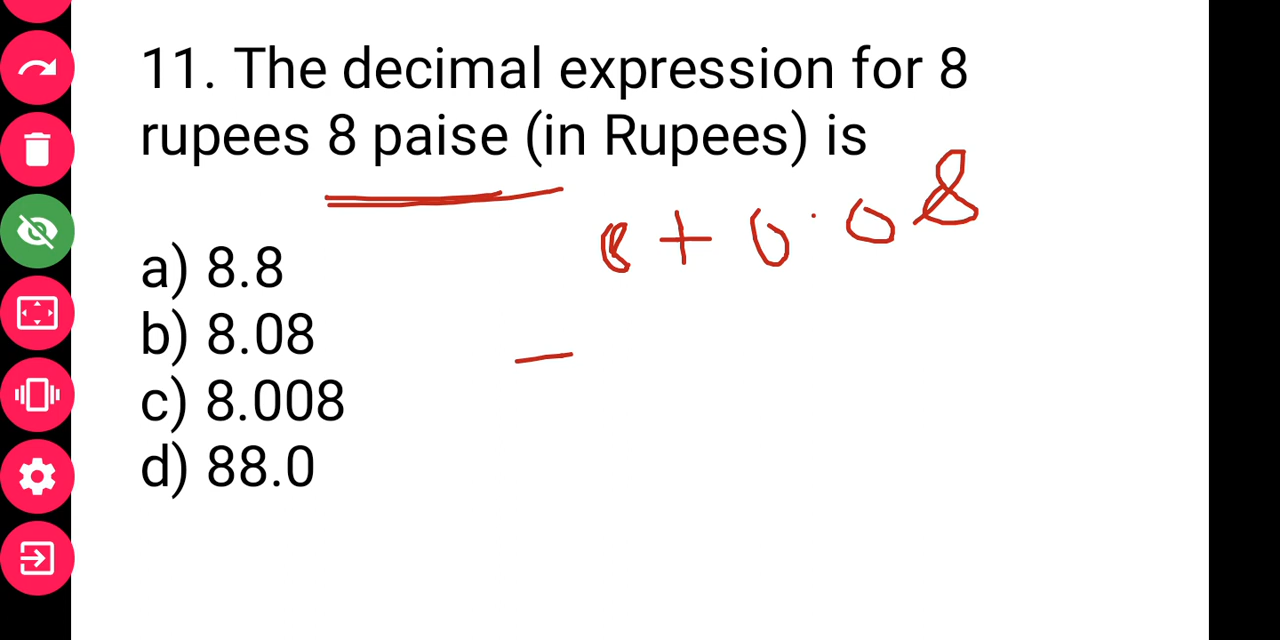 11. The decimal expression for 8
rupees 8 paise (in Rupees) is
8 + 0.08
a) 8.8
b) 8.08
c) 8.008
d) 88.0